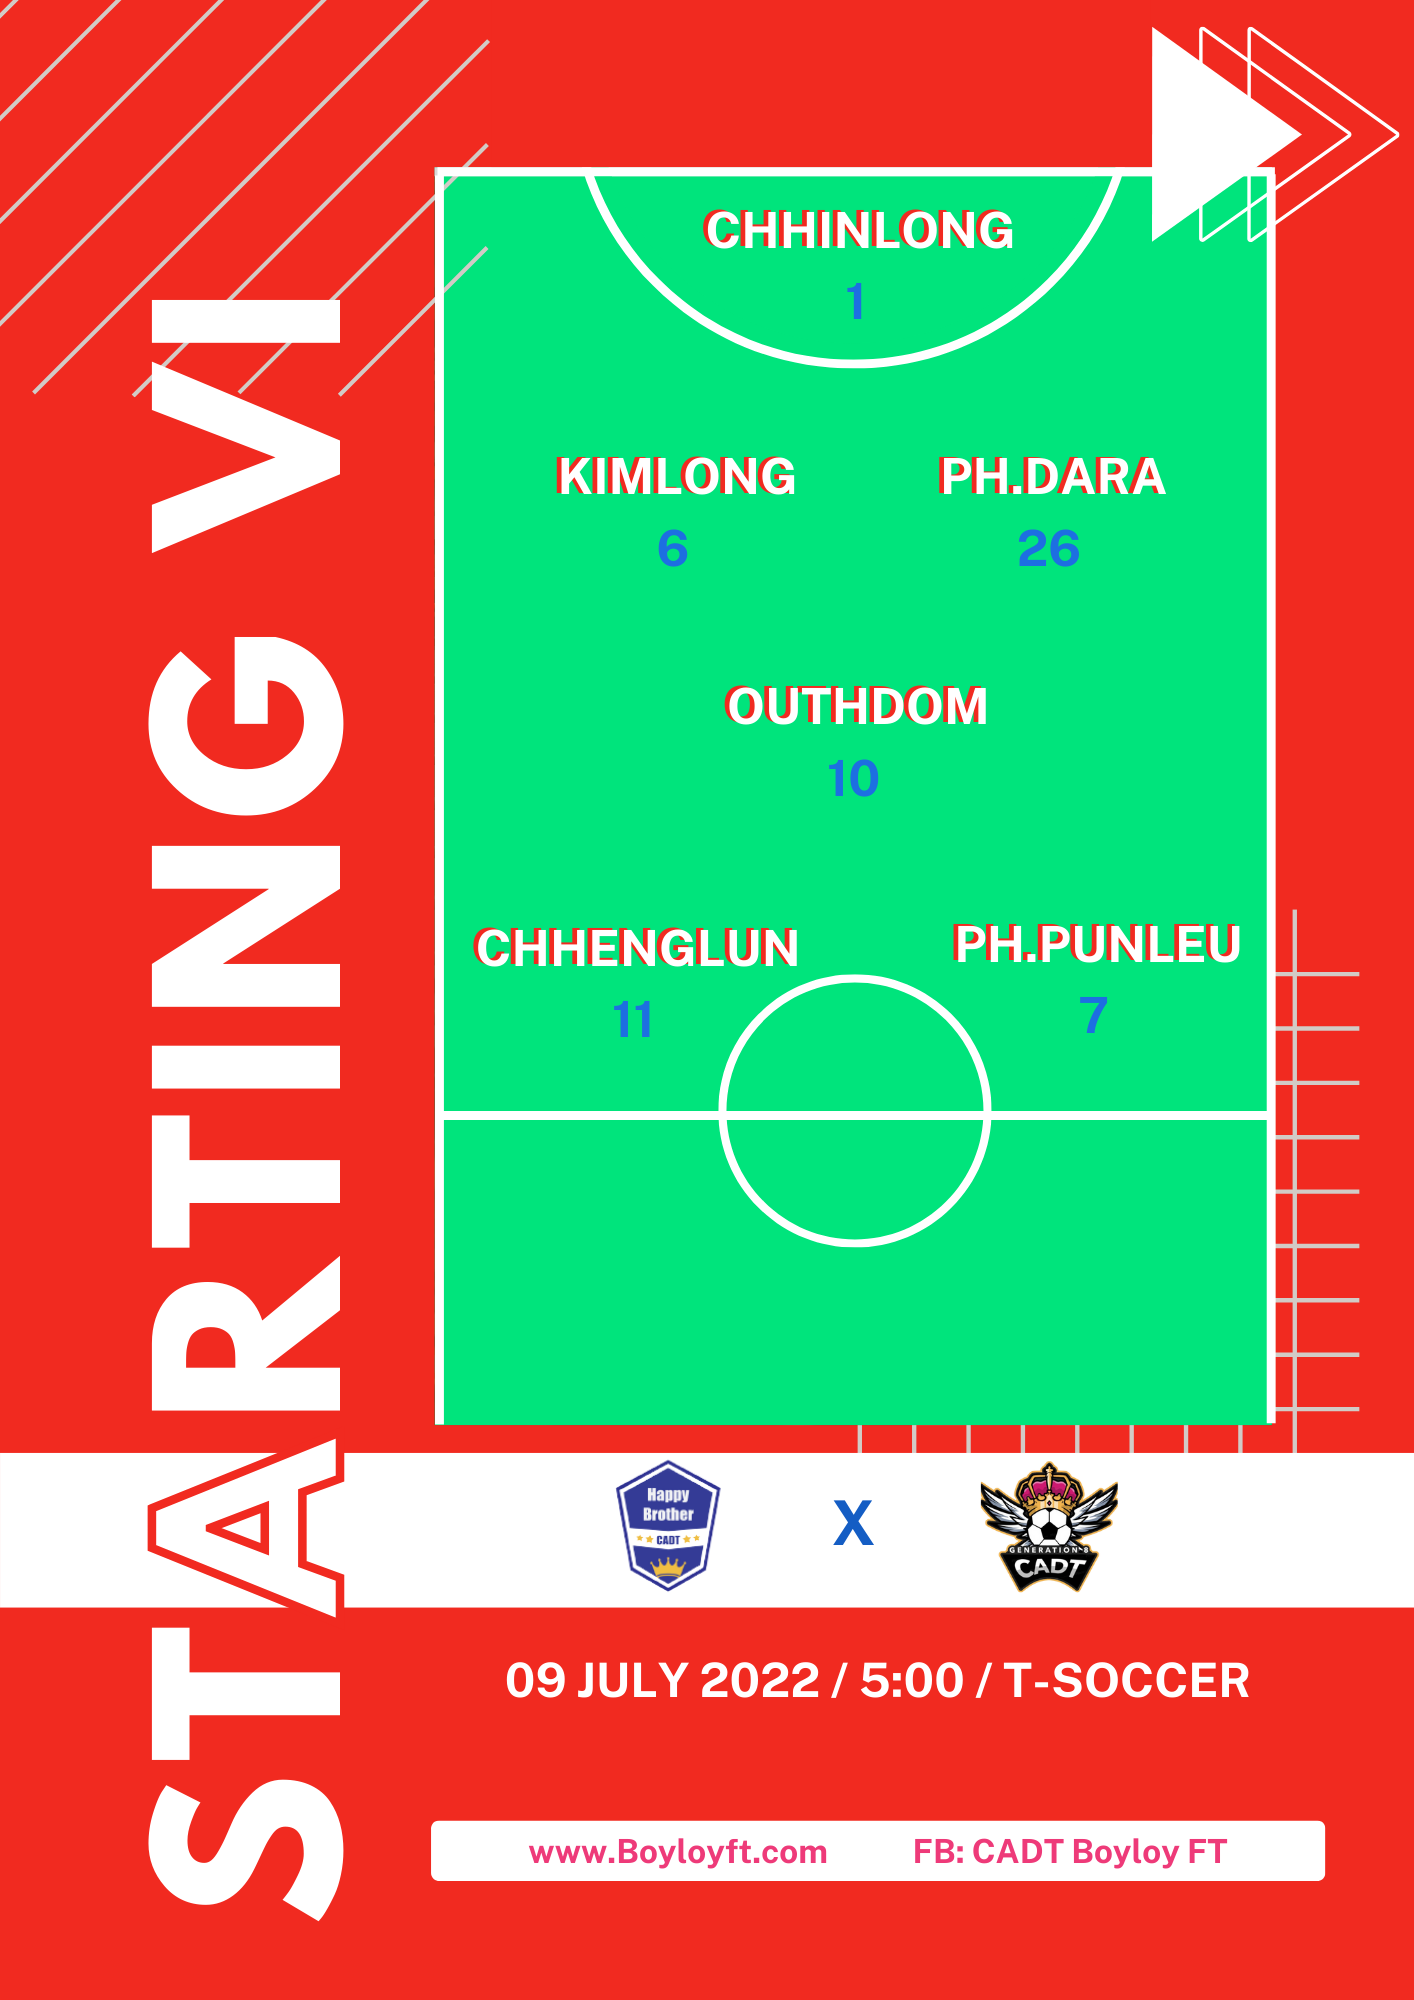 STARTING VI
CHHINLONG
1
KIMLONG
6
PH.DARA
26
OUTHDOM
10
CHHENGLUN
11
PH.PUNLEU
7
Happy
Brother
CADT
X
GENERATION 8
CADT
09 JULY 2022 / 5:00 / T-SOCCER
www.Boyloyft.com
FB: CADT Boyloy FT